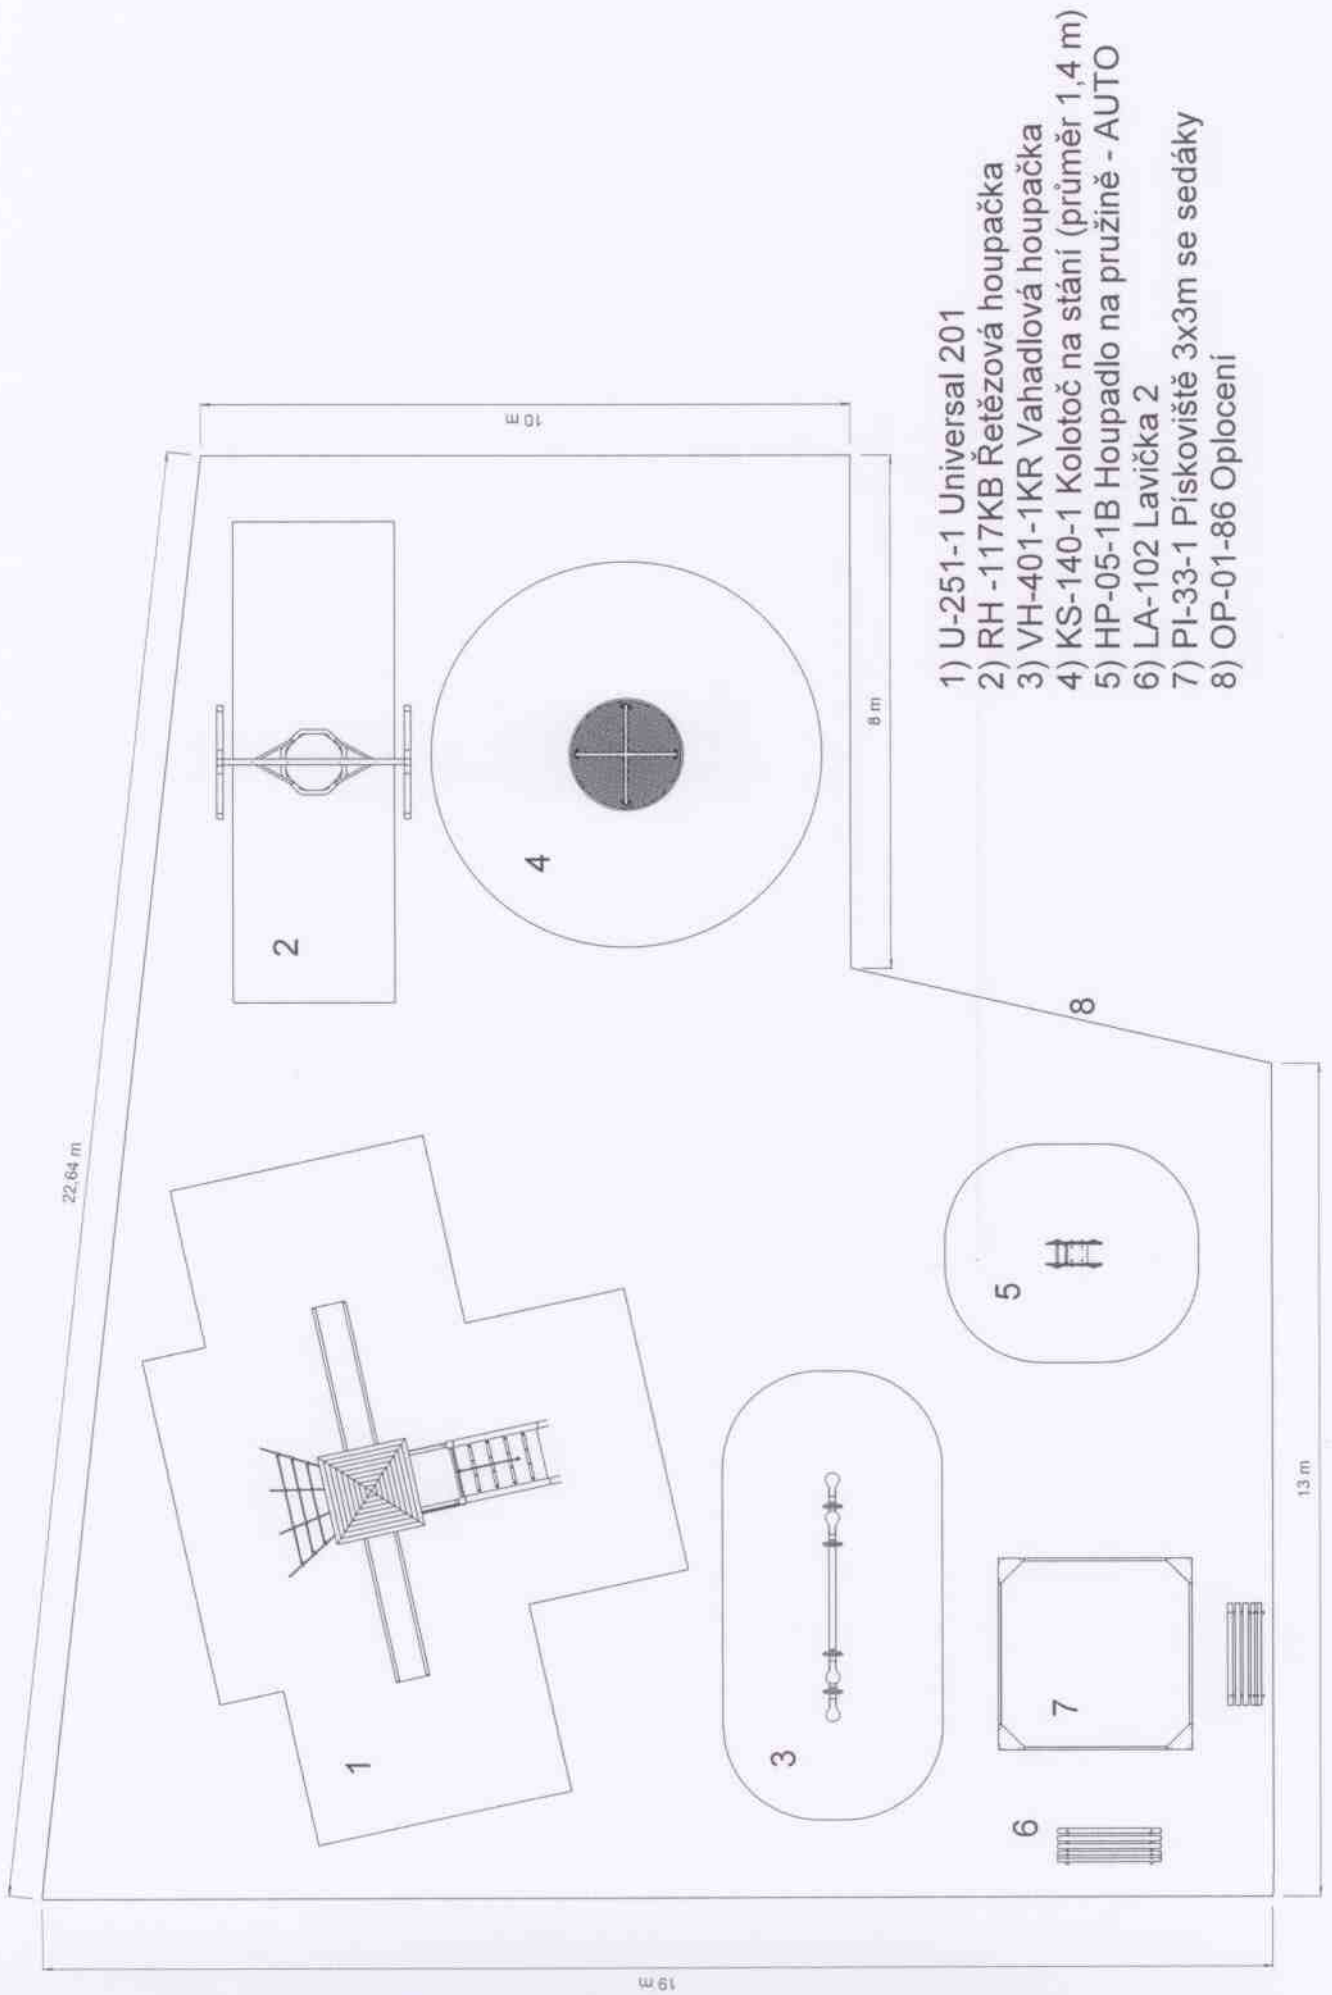 22,64 m
10 m
2
4
8 m
1
8
5
3
7
6
13 m
19 m
1) U-251-1 Universal 201
2) RH -117KB Řetězová houpačka
3) VH-401-1KR Vahadlová houpačka
4) KS-140-1 Kolotoč na stání (průměr 1,4 m)
5) HP-05-1B Houpadlo na pružině - AUTO
6) LA-102 Lavička 2
7) PI-33-1 Pískoviště 3x3m se sedáky
8) OP-01-86 Oplocení